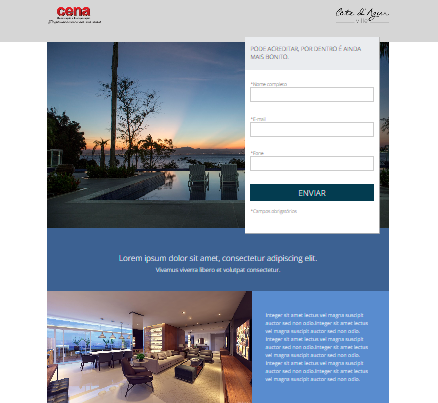 cena
Côte d'Azur
PODE ACREDITAR, POR DENTRO É AINDA
MAIS BONITO.
*Nome completo
*E-mail
*Fone
ENVIAR
*Campos obrigatórios
Lorem ipsum dolor sit amet, consectetur adipiscing elit.
Vivamus viverra libero et volutpat consectetur.
Integer sit amet lectus vel magna suscipit
auctor sed non odio.Integer sit amet lectus
vel magna suscipit auctor sed non odio.
Integer sit amet lectus vel magna suscipit
auctor sed non odio.Integer sit amet lectus
vel magna suscipit auctor sed non odio.
Integer sit amet lectus vel magna suscipit
auctor sed non odio.Integer sit amet lectus
vel magna suscipit auctor sed non odio.